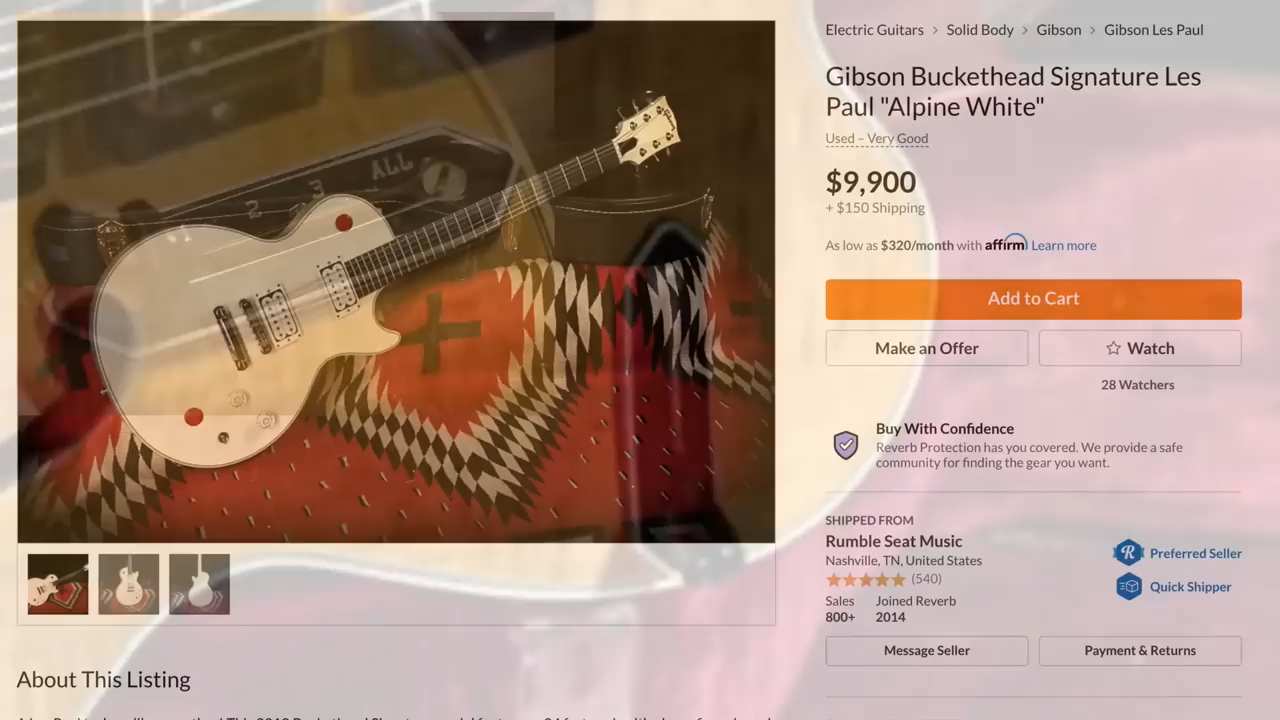 Electric Guitars > Solid Body > Gibson > Gibson Les Paul
Gibson Buckethead Signature Les
Paul "Alpine White"
Used – Very Good
$9,900
+ $150 Shipping
As low as $320/month with affirm Learn more
Add to Cart
Make an Offer
Watch
28 Watchers
Buy With Confidence
Reverb Protection has you covered. We provide a safe
community for finding the gear you want.
SHIPPED FROM
Rumble Seat Music
Nashville, TN, United States
(540)
Preferred Seller
Quick Shipper
Sales
Joined Reverb
800+
2014
Message Seller
Payment & Returns
ALL
3
2
About This Listing